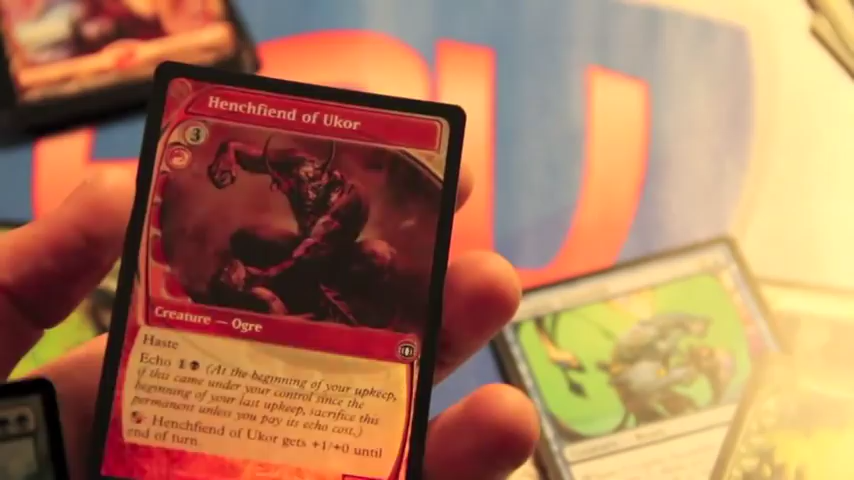 Henchfiend of Ukor
3
Creature — Ogre
Haste
Echo 1 (At the beginning of your upkeep,
if this came under your control since the
beginning of your last upkeep, sacrifice this
permanent unless you pay its echo cost.)
: Henchfiend of Ukor gets +1/+0 until
end of turn.